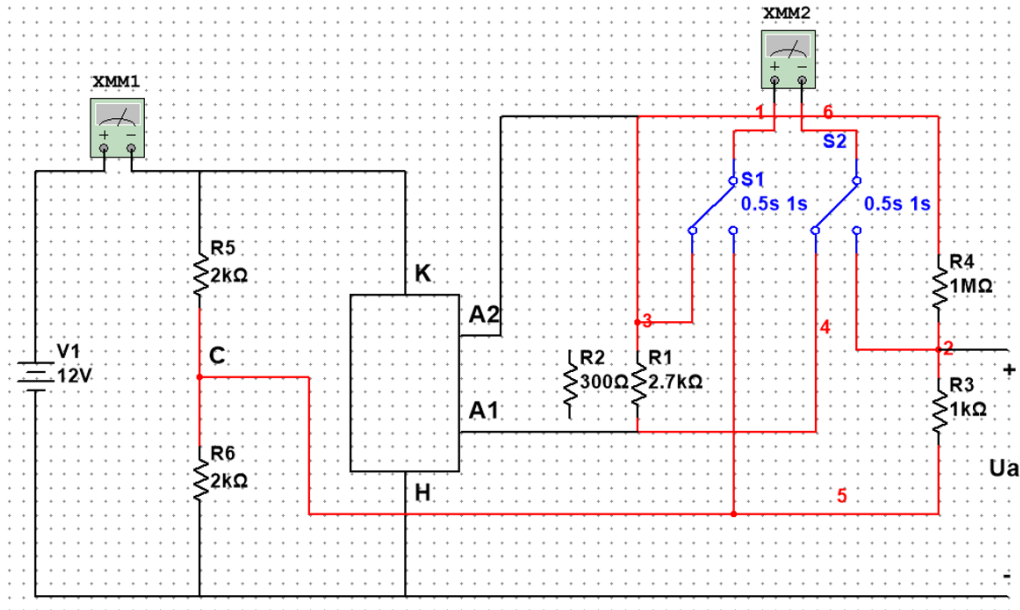 XMM2
XMM1
+ -
+ -
1
6
S2
S1
0.5s 1s
0.5s 1s
R5
2kΩ
K
R4
1MΩ
A2
3
4
2
V1
12V
C
R2
300Ω
R1
2.7kΩ
+
R3
1kΩ
A1
R6
2kΩ
Ua
H
5
-